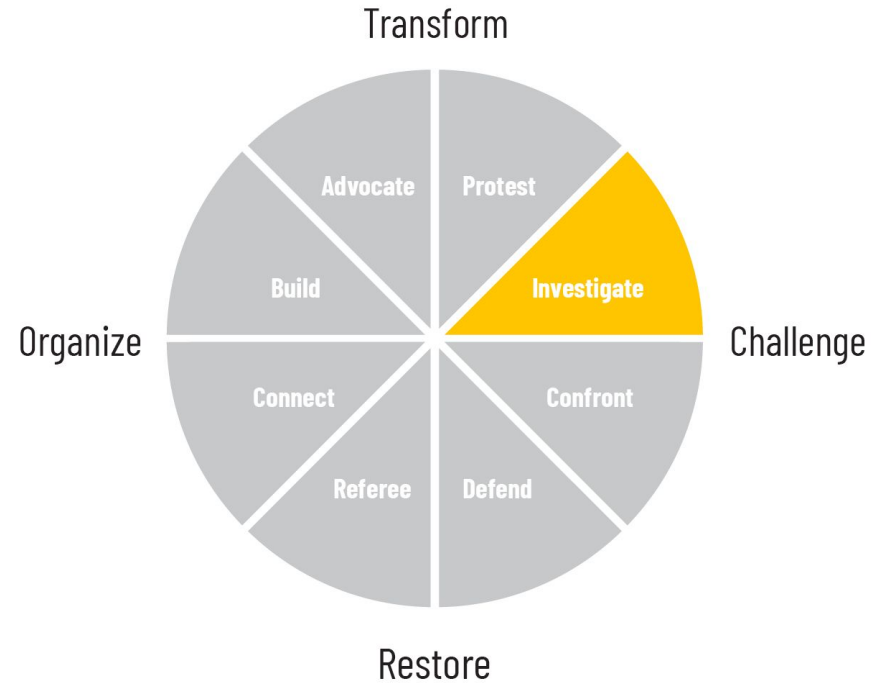 Transform
Advocate
Protest
Build
Investigate
Organize
Challenge
Connect
Confront
Referee
Defend
Restore